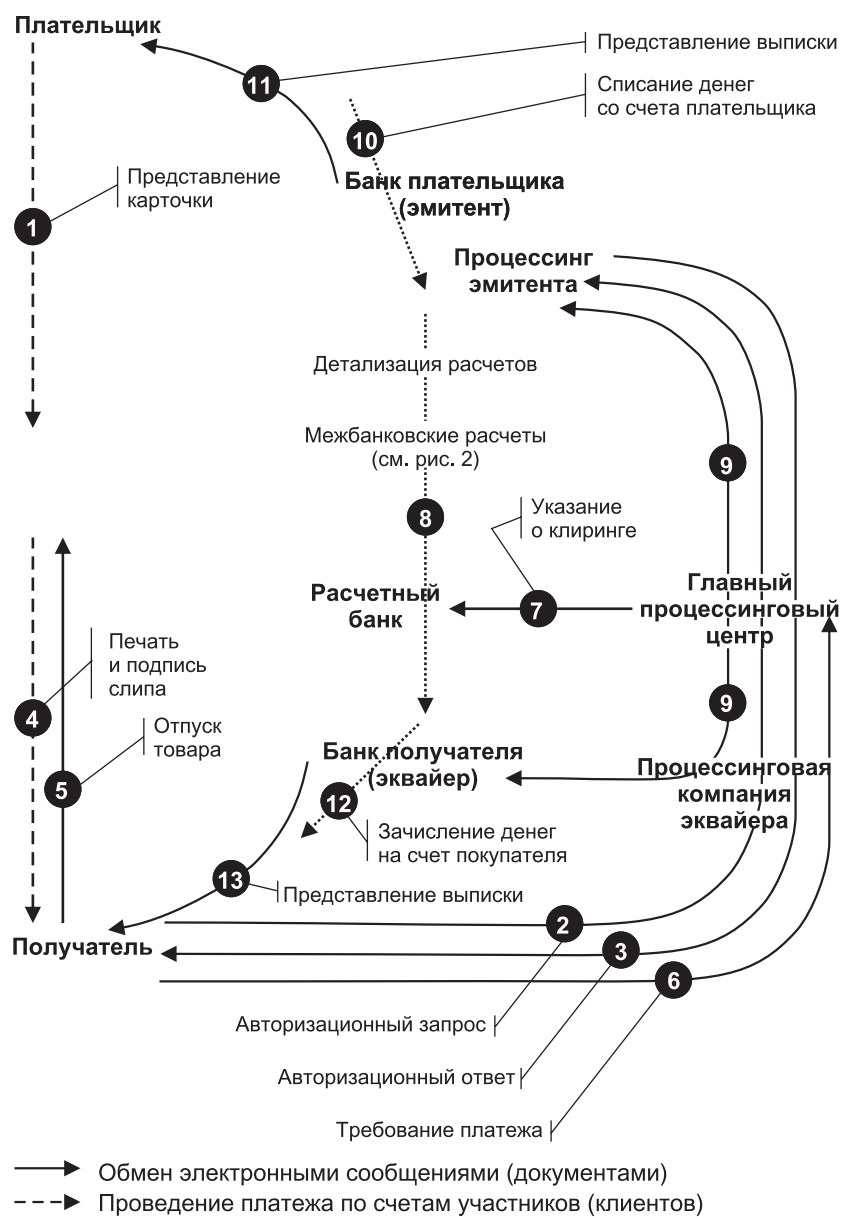 Плательщик
11
Представление выписки
Списание денег
со счета плательщика
10
Представление
карточки
1
Банк плательщика
(эмитент)
Процессинг
эмитента
Детализация расчетов
Межбанковские расчеты
(см. рис. 2)
9
8
Указание
о клиринге
7
Расчетный
банк
Главный
процессинговый
центр
Печать
и подпись
слипа
4
Отпуск
товара
5
9
Банк получателя
(эквайер)
Процессинговая
компания
эквайера
12
Зачисление денег
на счет покупателя
13
Представление выписки
Получатель
2
3
6
Авторизационный запрос
Авторизационный ответ
Требование платежа
Обмен электронными сообщениями (документами)
Проведение платежа по счетам участников (клиентов)